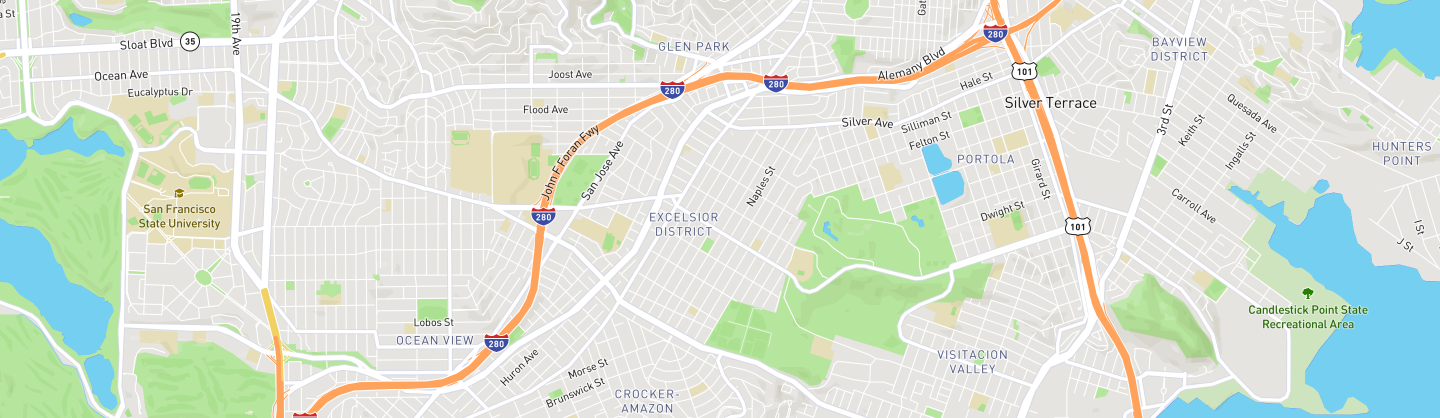 a St
Sloat Blvd
35
19th Ave
Ocean Ave
Eucalyptus Dr
San Francisco
State University
Joost Ave
Flood Ave
GLEN PARK
280
280
280
Alemany Blvd
101
Hale St
Silver Terrace
BAYVIEW
DISTRICT
3rd St
Quesada Ave
Keith St
Ingalls St
HUNTERS
POINT
John F Foran Fwy
San Jose Ave
Silver Ave
Silliman St
Felton St
PORTOLA
Girard St
Naples St
280
EXCELSIOR
DISTRICT
Dwight St
101
Carroll Ave
I St
J St
Candlestick Point State
Recreational Area
Lobos St
OCEAN VIEW
280
Huron Ave
Morse St
Brunswick St
CROCKER-
AMAZON
VISITACION
VALLEY